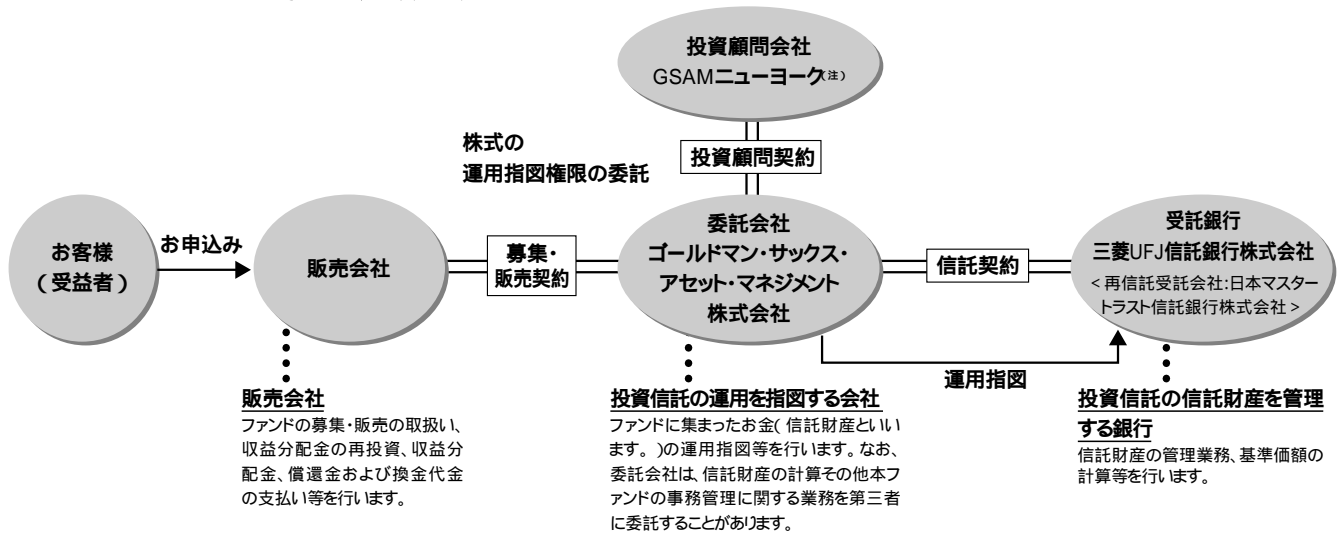 投資顧問会社
GSAMニューヨーク(注)
株式の
運用指図権限の委託
投資顧問契約
お客様
(受益者)
お申込み
販売会社
募集・
販売契約
委託会社
ゴールドマン・サックス・
アセット・マネジメント
株式会社
信託契約
受託銀行
三菱UFJ信託銀行株式会社
<再信託受託会社:日本マスター
トラスト信託銀行株式会社>
運用指図
販売会社
ファンドの募集・販売の取扱い、
収益分配金の再投資、収益分
配金、償還金および換金代金
の支払い等を行います。
投資信託の運用を指図する会社
ファンドに集まったお金(信託財産といい
ます。)の運用指図等を行います。なお、
委託会社は、信託財産の計算その他本フ
ァンドの事務管理に関する業務を第三者
に委託することがあります。
投資信託の信託財産を管理
する銀行
信託財産の管理業務、基準価額の
計算等を行います。